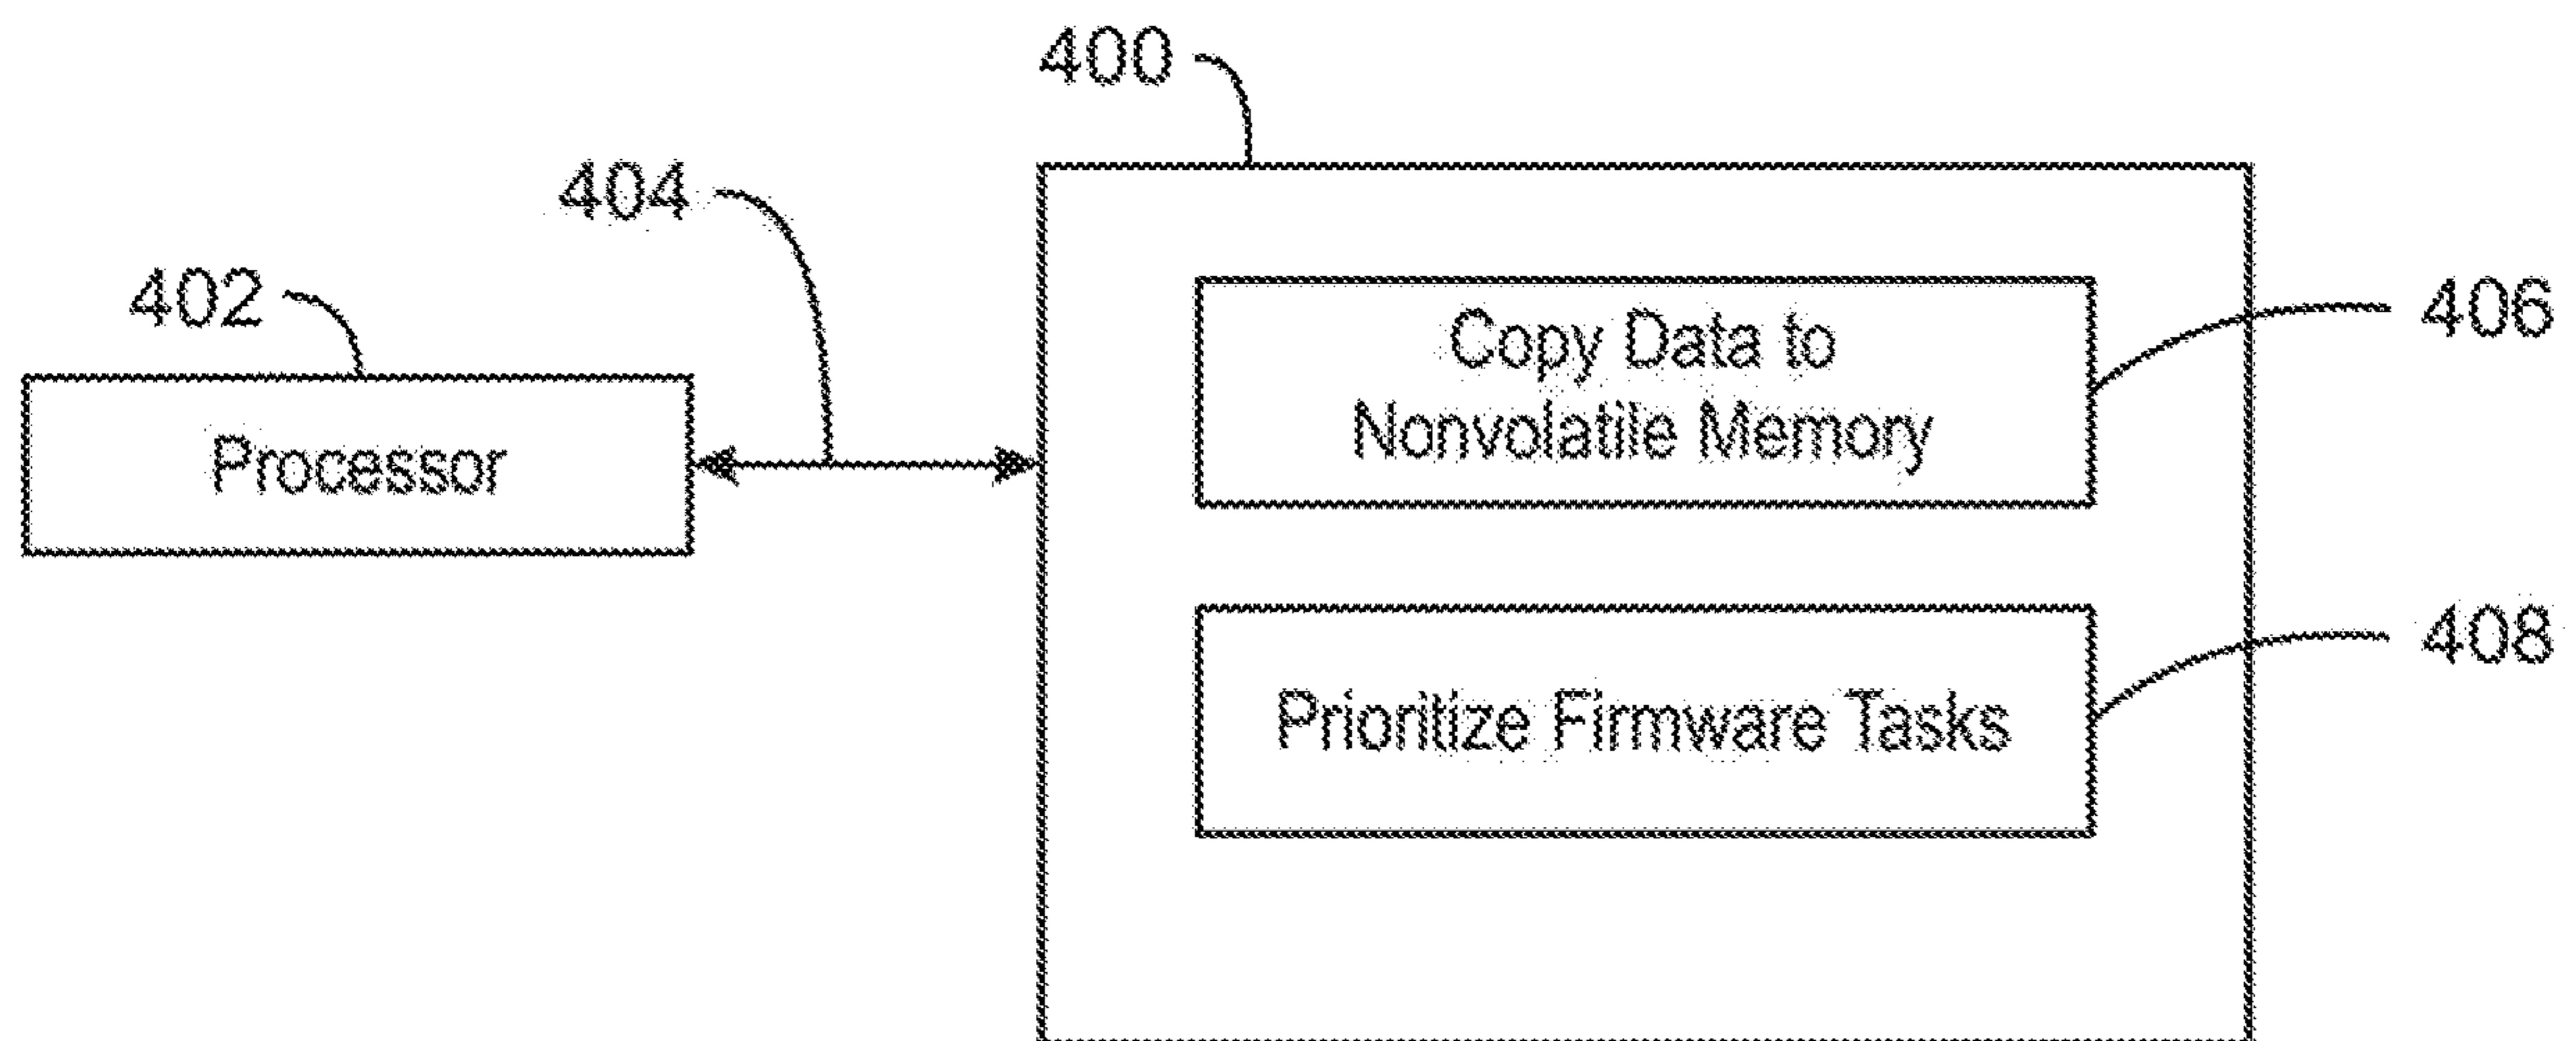 400
404
402
406
Copy Data to
Nonvolatile Memory
Processor
408
Prioritize Firmware Tasks